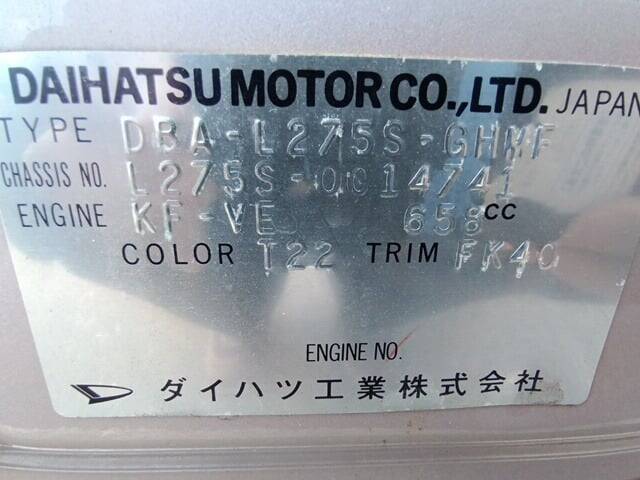 DAIHATSU MOTOR CO.,LTD. JAPAN
TYPE DBA-L275S-GHMF
CHASSIS NO. L275S-0014741
ENGINE KF-VE 658CC
COLOR T22 TRIM FK40
ENGINE NO.
ダイハツ工業株式会社